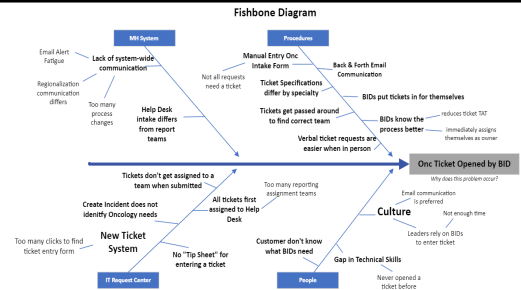 Fishbone Diagram
MH System
Procedures
Email Alert
Fatigue
Lack of system-wide
communication
Regionalization
communication
differs
Too many
process
changes
Help Desk
intake differs
from report
teams
Manual Entry Onc
Intake Form
Not all requests
need a ticket
Back & Forth Email
Communication
Ticket Specifications
differ by specialty
BIDs put tickets in for themselves
Tickets get passed around
to find correct team
BIDs know the
process better
reduces ticket TAT
immediately assigns
themselves as owner
Verbal ticket requests are
easier when in person
Onc Ticket Opened by BID
Why does this problem occur?
Tickets don't get assigned to a
team when submitted
Too many reporting
assignment teams
Create Incident does not
identify Oncology needs
All tickets first
assigned to Help
Desk
New Ticket
System
Too many clicks to find
ticket entry form
No "Tip Sheet" for
entering a ticket
Email communication
is preferred
Culture
Not enough time
Leaders rely on BIDs
to enter ticket
Customer don't know
what BIDs need
Gap in Technical Skills
Never opened a
ticket before
IT Request Center
People